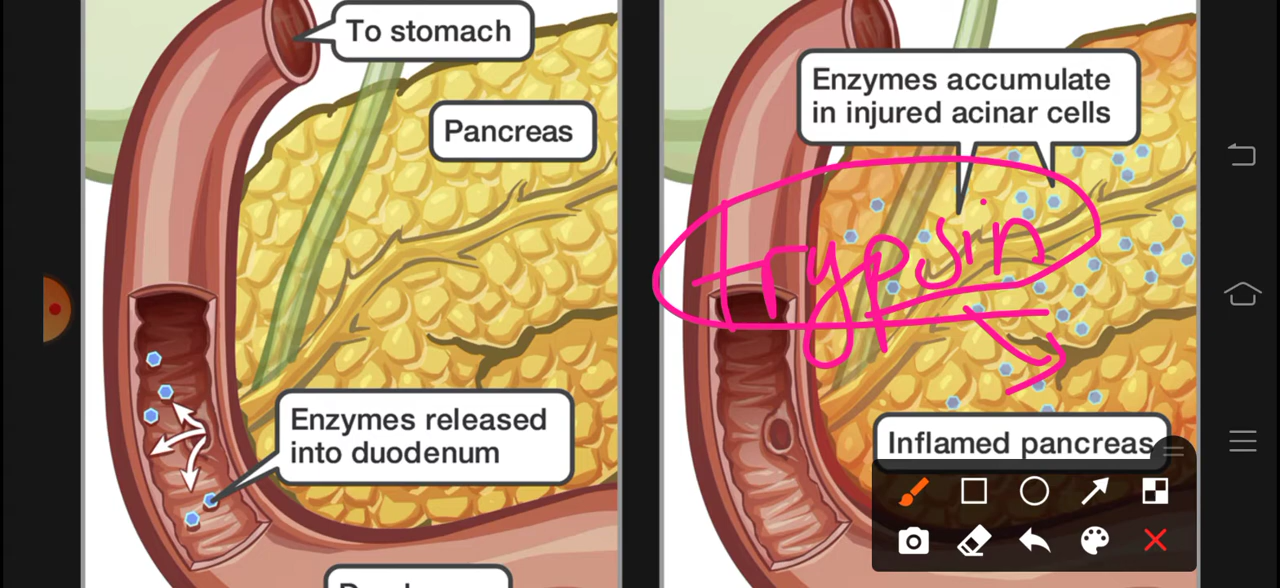 To stomach
Pancreas
Enzymes released
into duodenum
Enzymes accumulate
in injured acinar cells
trypsin
Inflamed pancreas